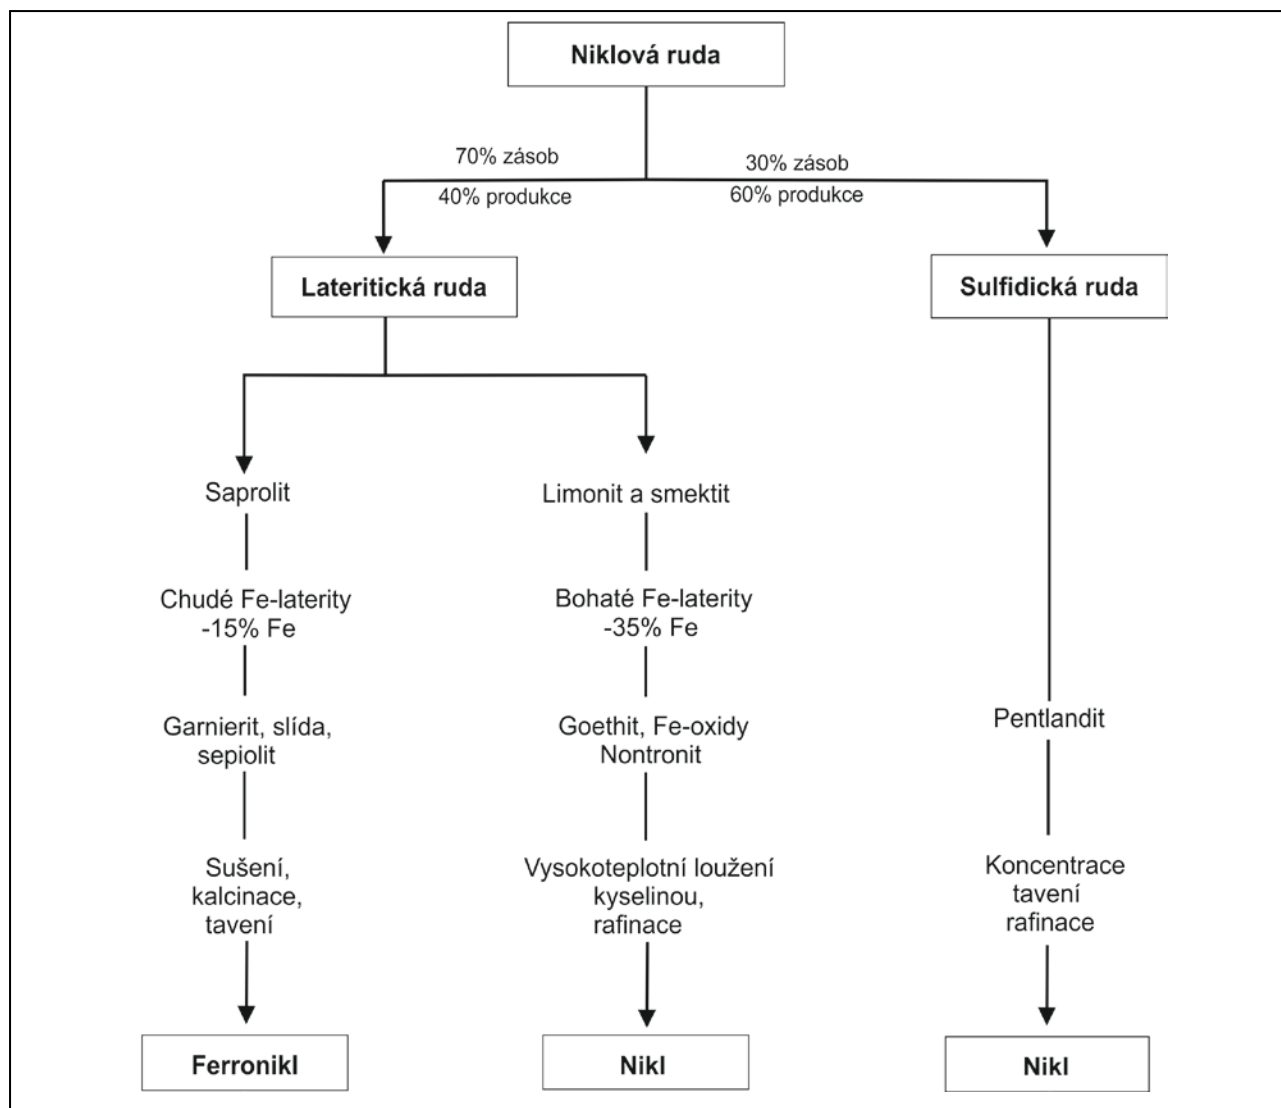 Niklová ruda
70% zásob
30% zásob
40% produkce
60% produkce
Lateritická ruda
Sulfidická ruda
Saprolit
Limonit a smektit
Chudé Fe-laterity
-15% Fe
Bohaté Fe-laterity
-35% Fe
Garnierit, slída,
sepiolit
Goethit, Fe-oxidy
Nontronit
Pentlandit
Sušení,
kalcinace,
tavení
Vysokoteplotní loužení
kyselinou,
rafinace
Koncentrace
tavení
rafinace
Ferronikl
Nikl
Nikl